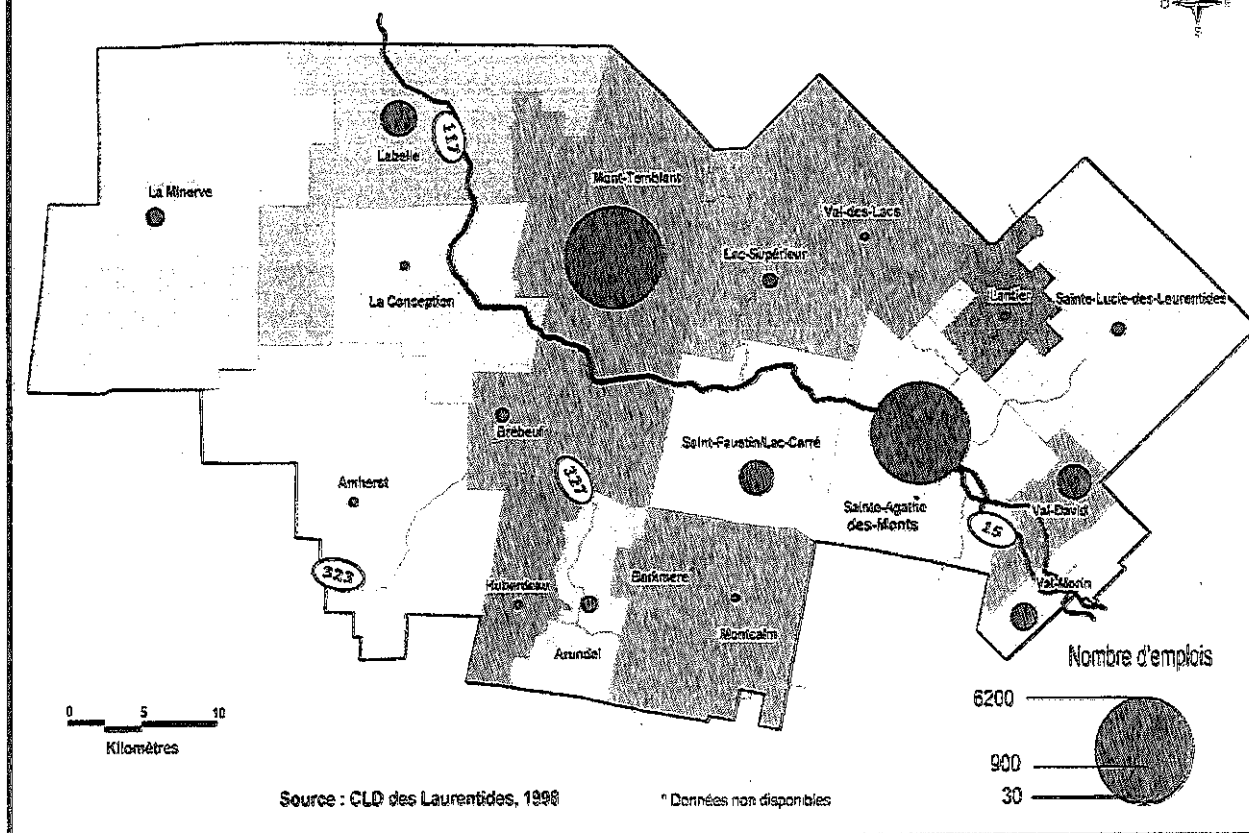 O E
S
117
Labelle
La Minerve
Mont-Tremblant
Val-des-Lacs
Lac-Supérieur
La Conception
Lantier
Sainte-Lucie-des-Laurentides
Brébeuf
Saint-Faustin/Lac-Carré
327
Amherst
Sainte-Agathe
des-Monts
Val-David
15
323
Huberdeau
Barkmere*
Val-Morin
Montcalm
Arundel
Nombre d'emplois
6200
900
30
0 5 10
Kilomètres
Source : CLD des Laurentides, 1998
* Données non disponibles